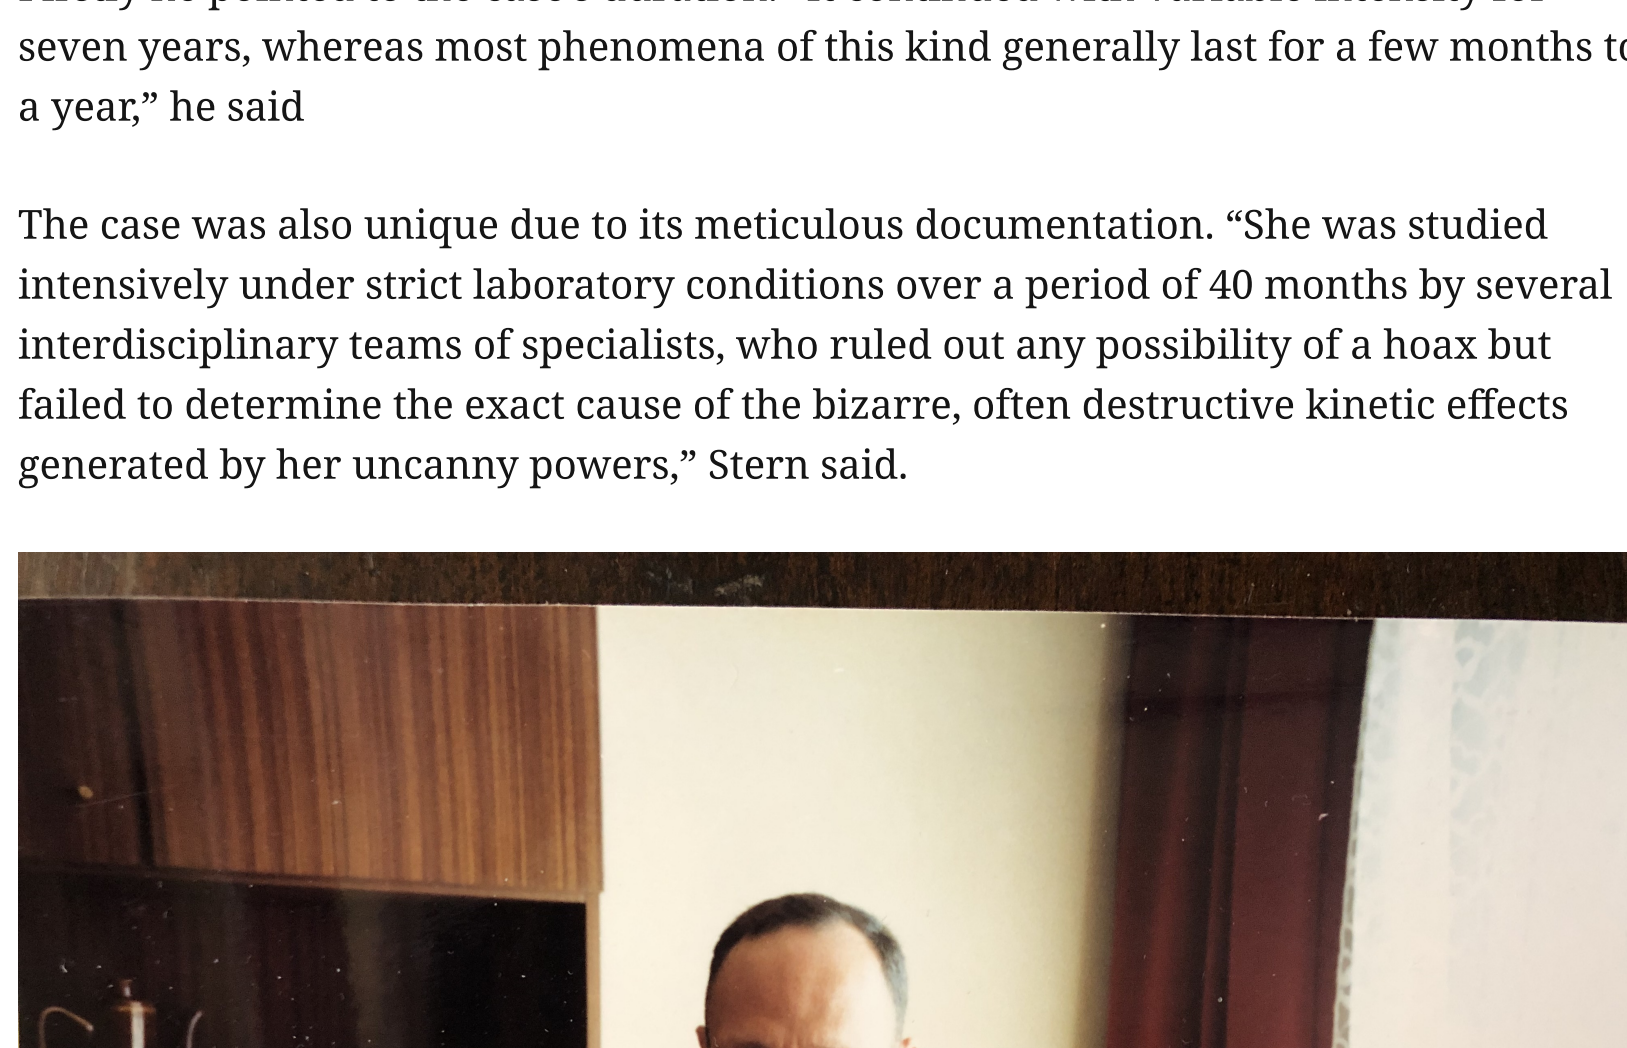 seven years, whereas most phenomena of this kind generally last for a few months
a year,” he said
The case was also unique due to its meticulous documentation. “She was studied
intensively under strict laboratory conditions over a period of 40 months by several
interdisciplinary teams of specialists, who ruled out any possibility of a hoax but
failed to determine the exact cause of the bizarre, often destructive kinetic effects
generated by her uncanny powers,” Stern said.